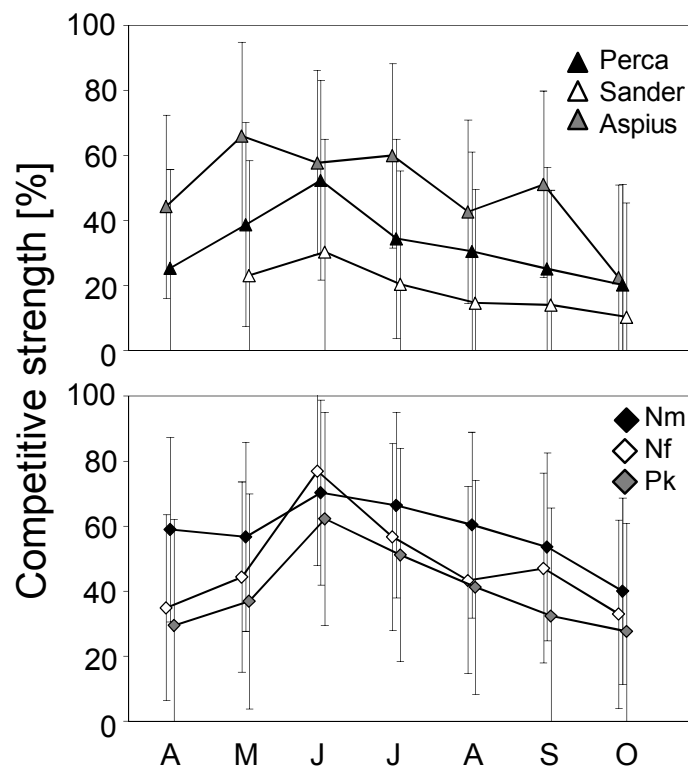 Competitive strength [%]
100
80
60
40
20
0
Perca
Sander
Aspius
100
80
60
40
20
0
Nm
Nf
Pk
A M J J A S O